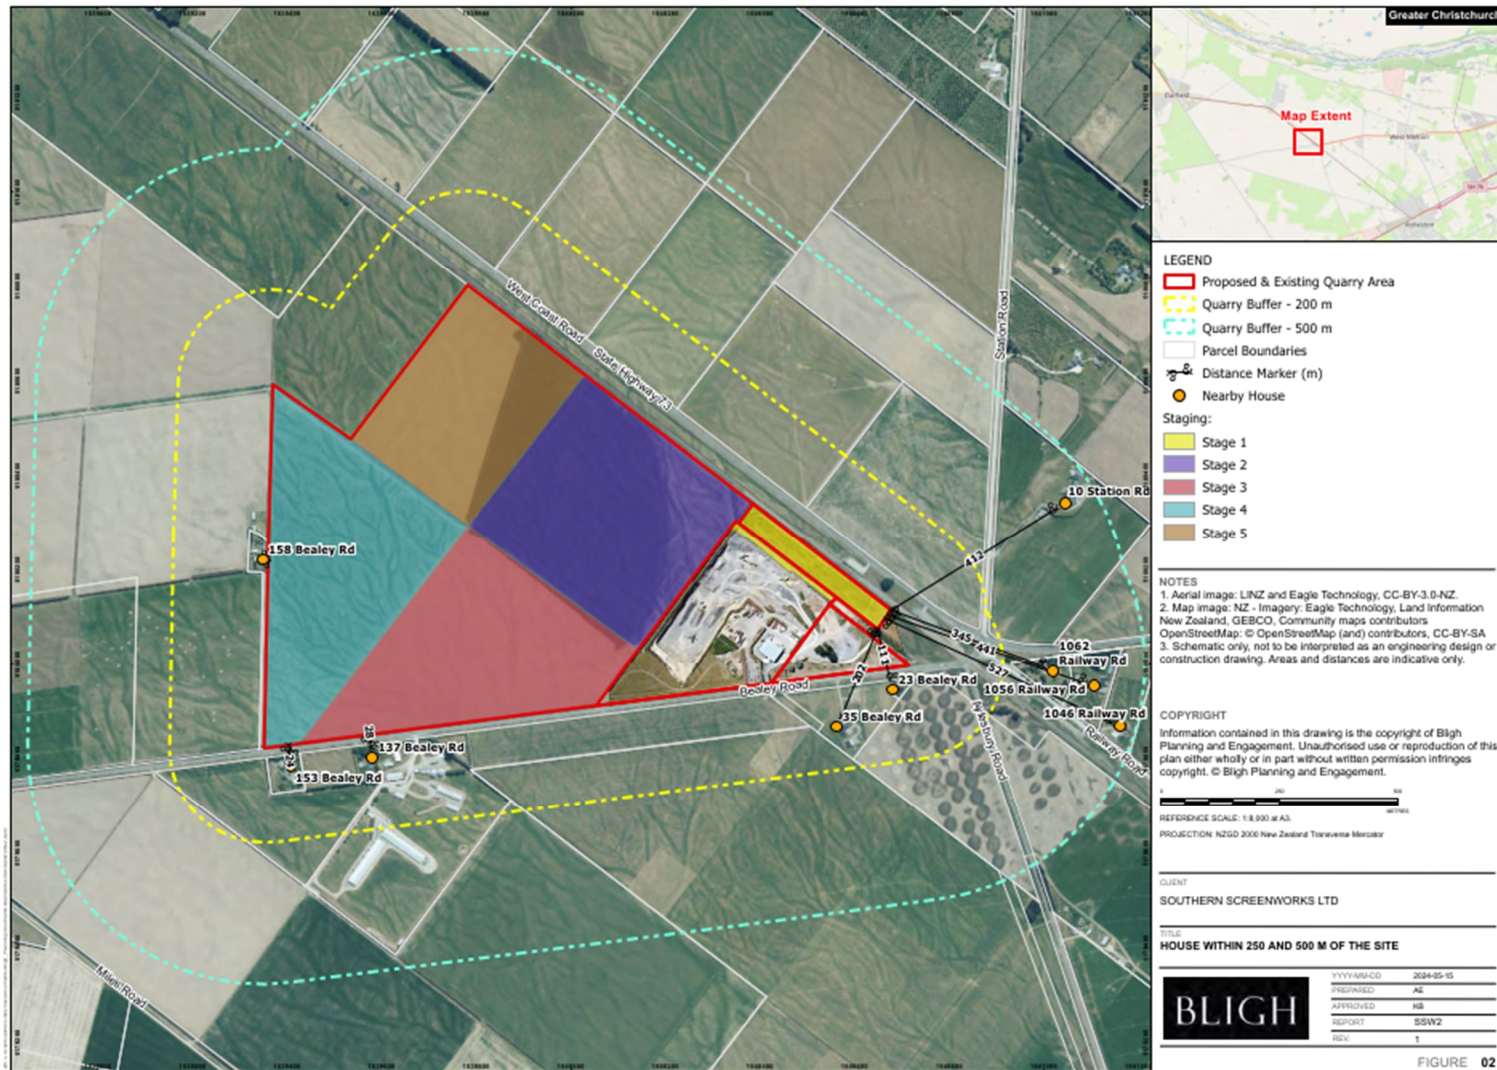 Greater Christchurch
Darfield
Map Extent
West Melton
Rolleston
LEGEND
Proposed & Existing Quarry Area
Quarry Buffer - 200 m
Quarry Buffer - 500 m
Parcel Boundaries
Distance Marker (m)
Nearby House
Staging:
Stage 1
Stage 2
Stage 3
Stage 4
Stage 5
NOTES
1. Aerial image: LINZ and Eagle Technology, CC-BY-3.0-NZ.
2. Map image: NZ - Imagery: Eagle Technology, Land Information
New Zealand, GEBCO, Community maps contributors
OpenStreetMap: © OpenStreetMap (and) contributors, CC-BY-SA
3. Schematic only, not to be interpreted as an engineering design or
construction drawing. Areas and distances are indicative only.
COPYRIGHT
Information contained in this drawing is the copyright of Bligh
Planning and Engagement. Unauthorised use or reproduction of this
plan either wholly or in part without written permission infringes
copyright. © Bligh Planning and Engagement.
0 250 500
METRES
REFERENCE SCALE: 1:8,000 at A3.
PROJECTION: NZGD 2000 New Zealand Transverse Mercator
CLIENT
SOUTHERN SCREENWORKS LTD
TITLE
HOUSE WITHIN 250 AND 500 M OF THE SITE
BLIGH
YYYY-MM-DD 2024-05-15
PREPARED AE
APPROVED KB
REPORT SSW2
REV. 1
FIGURE 02
West Coast Road
State Highway 73
Station Road
10 Station Rd
412
158 Bealey Rd
345
441
527
111
202
1062
Railway Rd
1056 Railway Rd
1046 Railway Rd
Railway Road
23 Bealey Rd
35 Bealey Rd
Bealey Road
Aylesbury Road
28
137 Bealey Rd
24
153 Bealey Rd
Miles Road